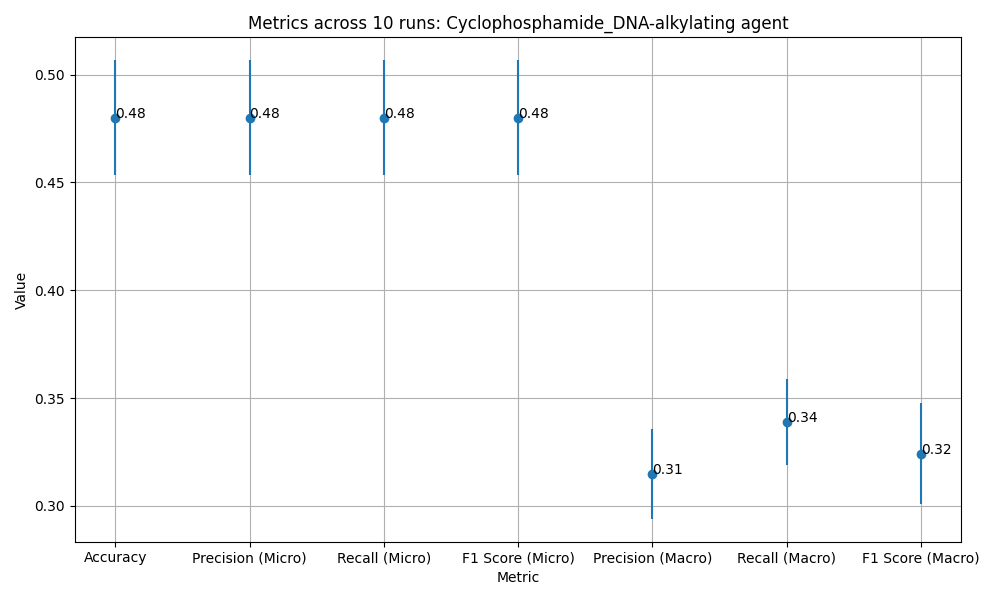 Metrics across 10 runs: Cyclophosphamide_DNA-alkylating agent
0.50
0.45
0.40
0.35
0.30
Value
0.48
0.48
0.48
0.48
0.31
0.34
0.32
Accuracy
Precision (Micro)
Recall (Micro)
F1 Score (Micro)
Precision (Macro)
Recall (Macro)
F1 Score (Macro)
Metric